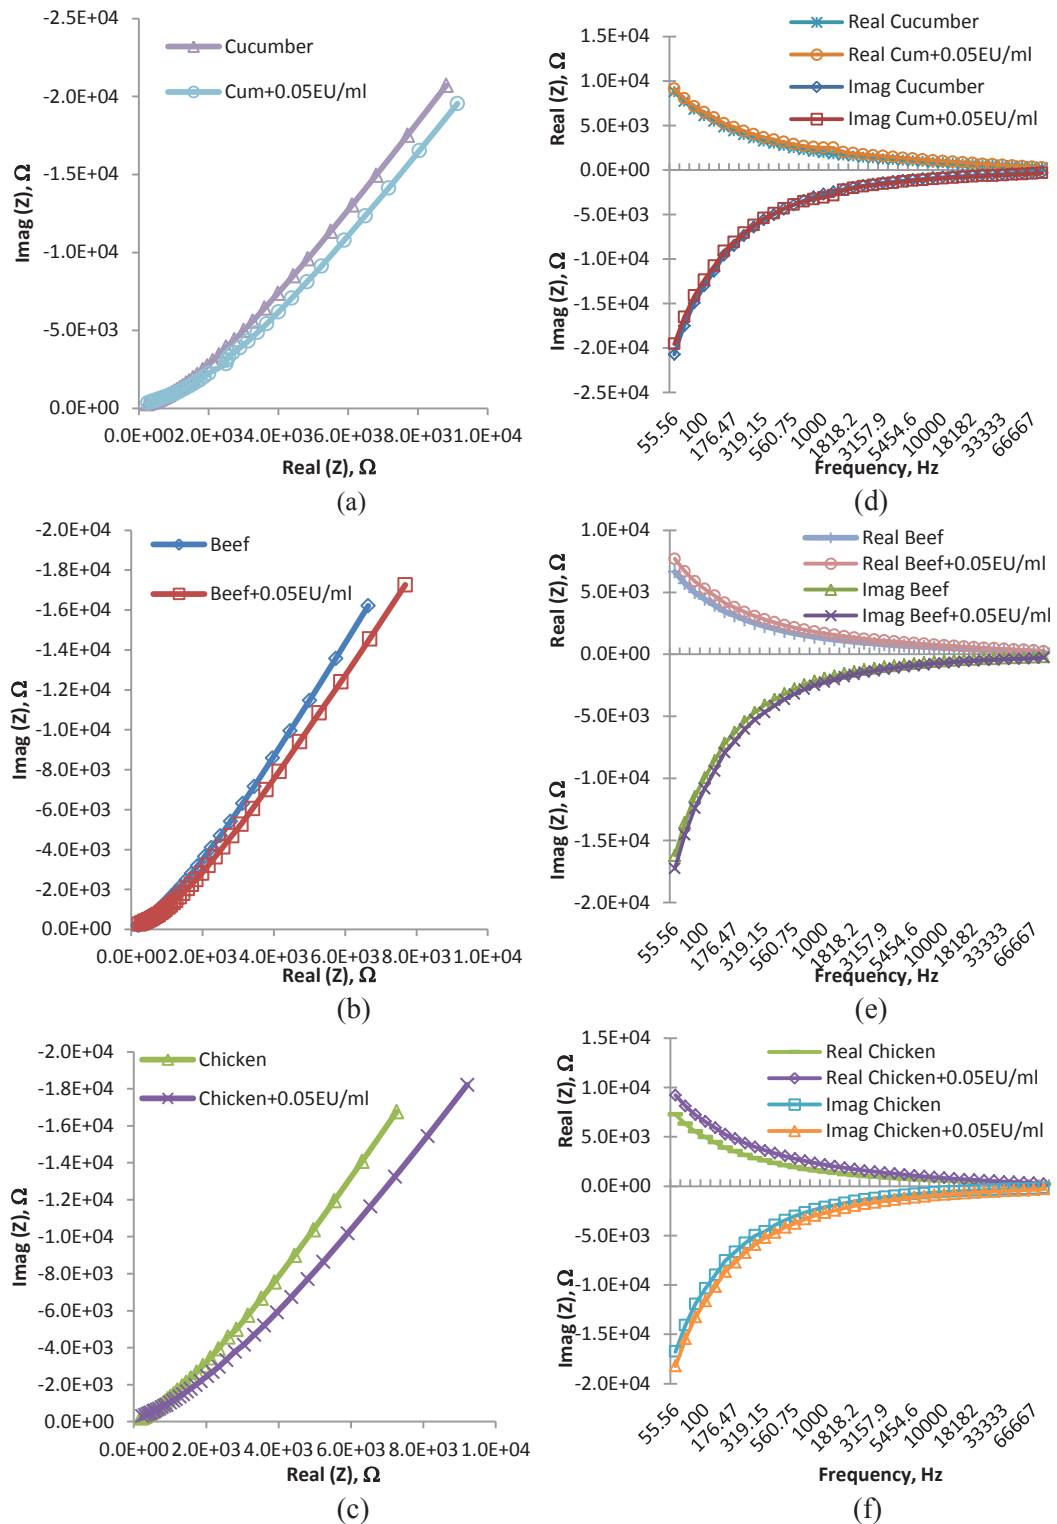 -2.5E+04
-2.0E+04
-1.5E+04
-1.0E+04
-5.0E+03
0.0E+00
Imag (Z), Ω
Cucumber
Cum+0.05EU/ml
0.0E+002.0E+034.0E+036.0E+038.0E+031.0E+04
Real (Z), Ω
(a)
Real Cucumber
Real Cum+0.05EU/ml
Imag Cucumber
Imag Cum+0.05EU/ml
1.5E+04
1.0E+04
5.0E+03
0.0E+00
-5.0E+03
-1.0E+04
-1.5E+04
-2.0E+04
-2.5E+04
Real (Z), Ω
Imag (Z), Ω
55.56
100
176.47
319.15
560.75
1000
1818.2
3157.9
5454.6
10000
18182
33333
66667
Frequency, Hz
(d)
-2.0E+04
-1.8E+04
-1.6E+04
-1.4E+04
-1.2E+04
-1.0E+04
-8.0E+03
-6.0E+03
-4.0E+03
-2.0E+03
0.0E+00
Imag (Z), Ω
Beef
Beef+0.05EU/ml
0.0E+002.0E+034.0E+036.0E+038.0E+031.0E+04
Real (Z), Ω
(b)
Real Beef
Real Beef+0.05EU/ml
Imag Beef
Imag Beef+0.05EU/ml
1.0E+04
5.0E+03
0.0E+00
-5.0E+03
-1.0E+04
-1.5E+04
-2.0E+04
Real (Z), Ω
Imag (Z), Ω
55.56
100
176.47
319.15
560.75
1000
1818.2
3157.9
5454.6
10000
18182
33333
66667
Frequency, Hz
(e)
-2.0E+04
-1.8E+04
-1.6E+04
-1.4E+04
-1.2E+04
-1.0E+04
-8.0E+03
-6.0E+03
-4.0E+03
-2.0E+03
0.0E+00
Imag (Z), Ω
Chicken
Chicken+0.05EU/ml
0.0E+002.0E+034.0E+036.0E+038.0E+031.0E+04
Real (Z), Ω
(c)
Real Chicken
Real Chicken+0.05EU/ml
Imag Chicken
Imag Chicken+0.05EU/ml
1.5E+04
1.0E+04
5.0E+03
0.0E+00
-5.0E+03
-1.0E+04
-1.5E+04
-2.0E+04
Real (Z), Ω
Imag (Z), Ω
55.56
100
176.47
319.15
560.75
1000
1818.2
3157.9
5454.6
10000
18182
33333
66667
Frequency, Hz
(f)